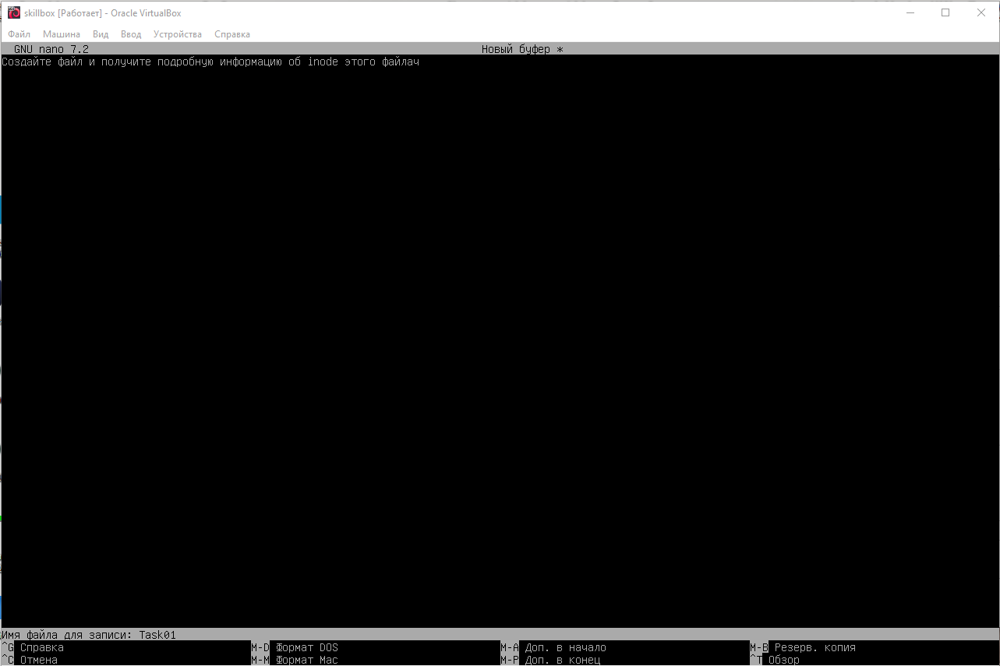 skillbox [Работает] - Oracle VirtualBox
Файл Машина Вид Ввод Устройства Справка
GNU nano 7.2 Новый буфер *
Создайте файл и получите подробную информацию об inode этого файлач
Имя файла для записи: Task01
^G Справка M-D Формат DOS M-A Доп. в начало M-B Резерв. копия
^C Отмена M-M Формат Mac M-P Доп. в конец ^T Обзор